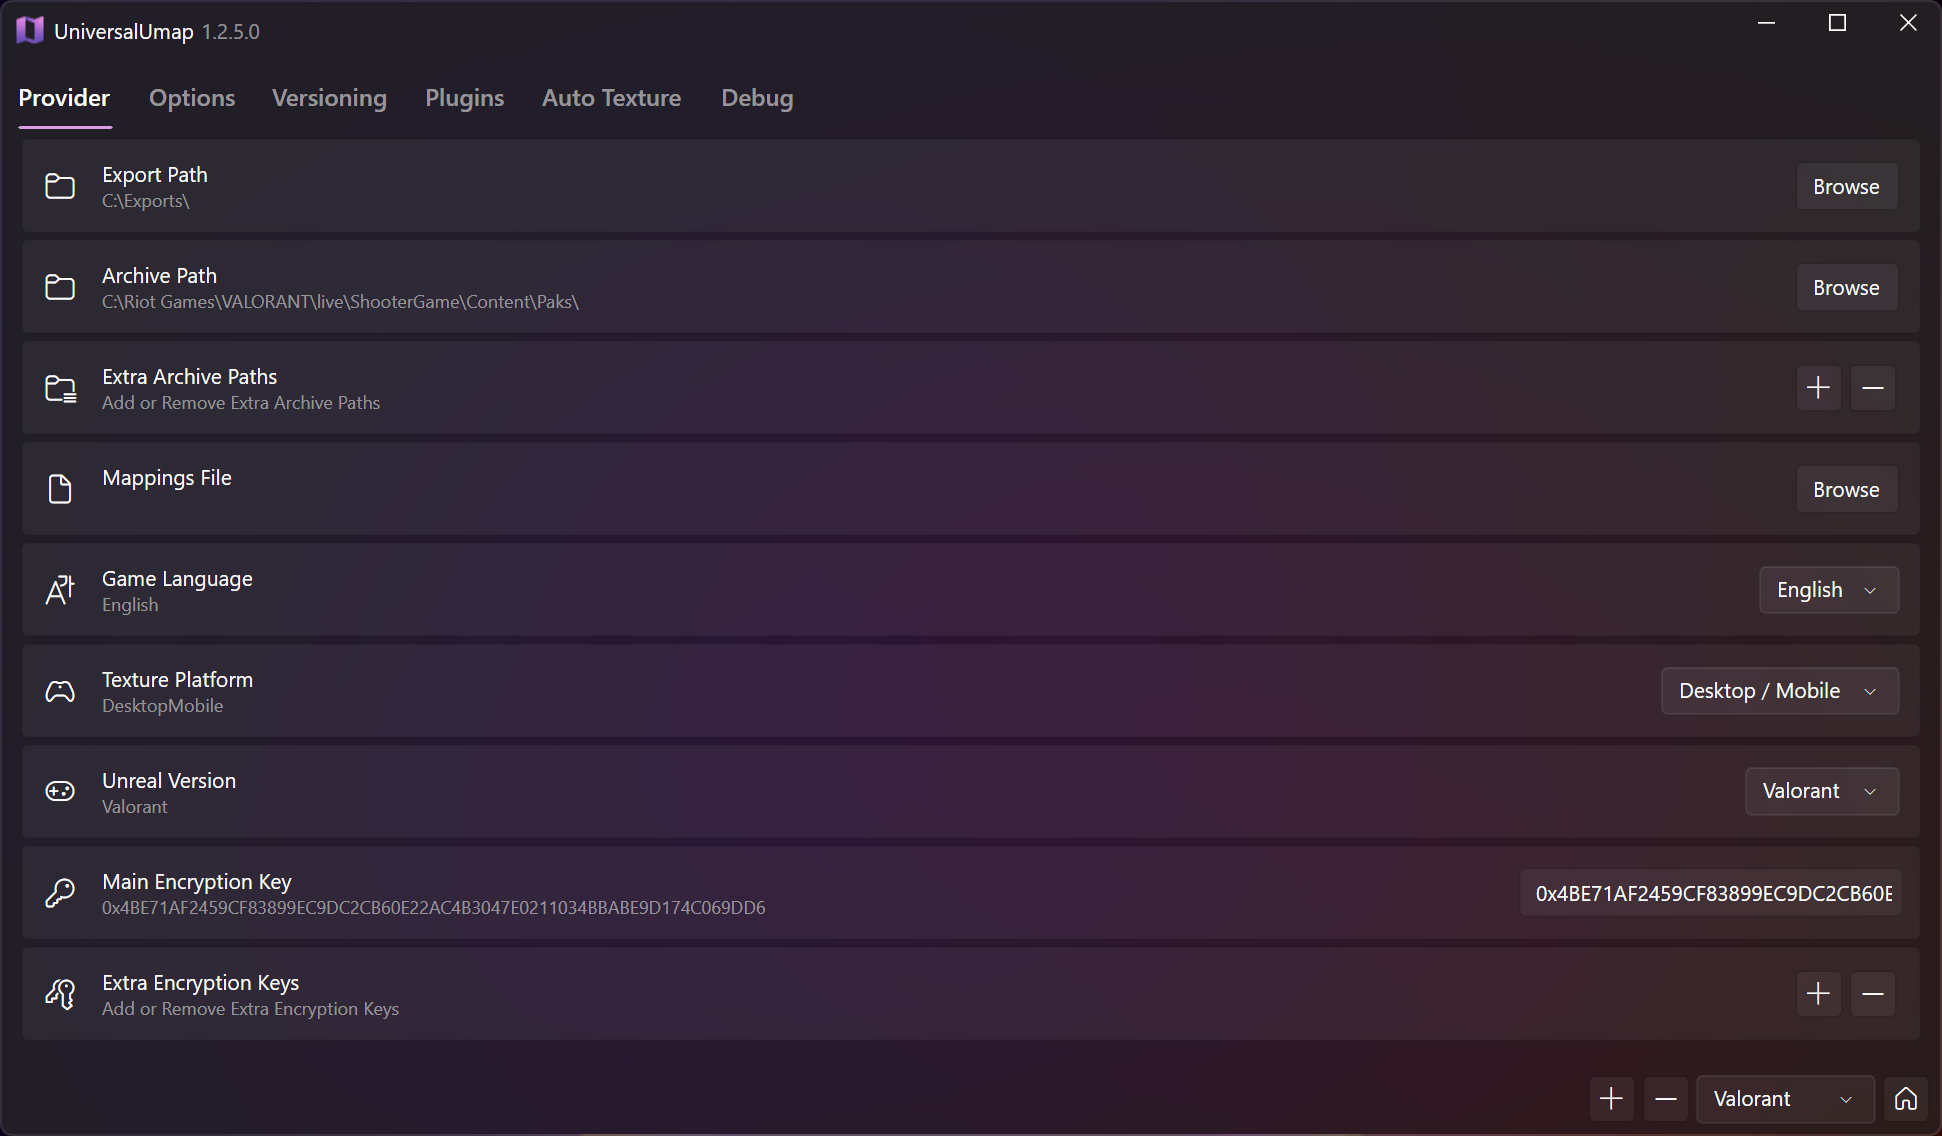 UniversalUmap 1.2.5.0
Provider Options Versioning Plugins Auto Texture Debug
Export Path
C:\Exports\
Browse
Archive Path
C:\Riot Games\VALORANT\live\ShooterGame\Content\Paks\
Browse
Extra Archive Paths
Add or Remove Extra Archive Paths
Mappings File
Browse
Game Language
English
English
Texture Platform
DesktopMobile
Desktop / Mobile
Unreal Version
Valorant
Valorant
Main Encryption Key
0x4BE71AF2459CF83899EC9DC2CB60E22AC4B3047E0211034BBABE9D174C069DD6
0x4BE71AF2459CF83899EC9DC2CB60E
Extra Encryption Keys
Add or Remove Extra Encryption Keys
Valorant